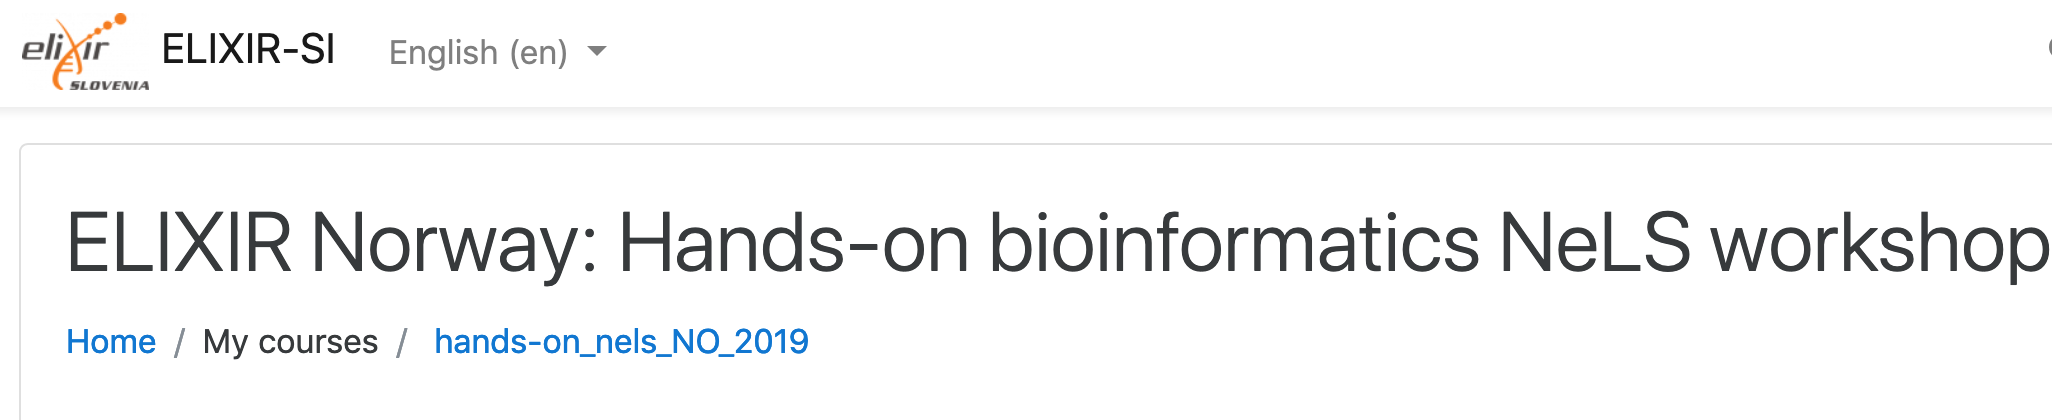 elixir
SLOVENIA
ELIXIR-SI
English (en)
ELIXIR Norway: Hands-on bioinformatics NeLS workshop
Home / My courses / hands-on_nels_NO_2019